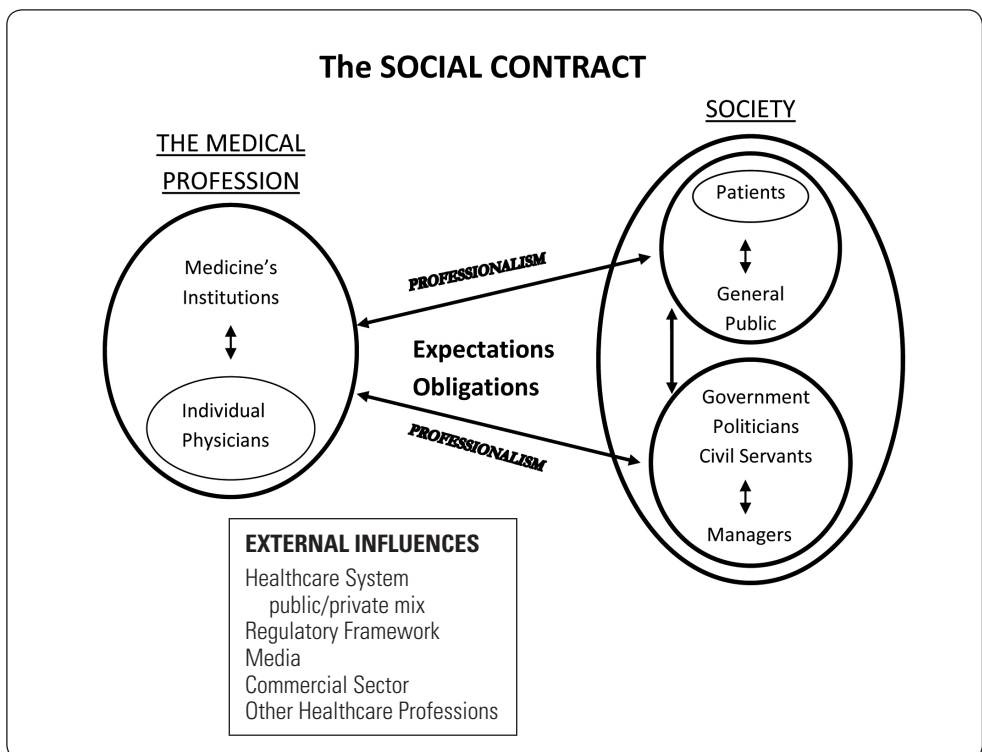 The SOCIAL CONTRACT
THE MEDICAL
PROFESSION
Medicine's
Institutions
Individual
Physicians
PROFESSIONALISM
Expectations
Obligations
PROFESSIONALISM
SOCIETY
Patients
General
Public
Government
Politicians
Civil Servants
Managers
EXTERNAL INFLUENCES
Healthcare System
public/private mix
Regulatory Framework
Media
Commercial Sector
Other Healthcare Professions